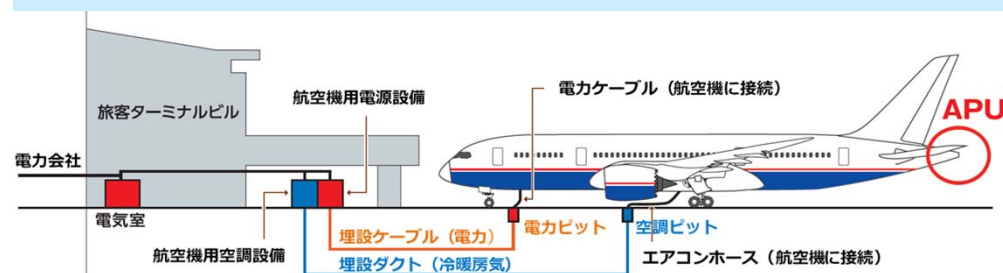 旅客ターミナルビル
航空機用電源設備
電力ケーブル（航空機に接続）
APU
電力会社
電気室
航空機用空調設備
埋設ケーブル（電力）
埋設ダクト（冷暖房気）
電力ピット
空調ピット
エアコンホース（航空機に接続）